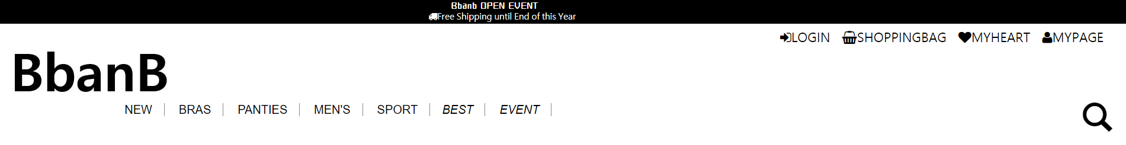 Bbanb OPEN EVENT
Free Shipping until End of this Year
LOGIN SHOPPINGBAG MYHEART MYPAGE
BbanB
NEW BRAS PANTIES MEN'S SPORT BEST EVENT